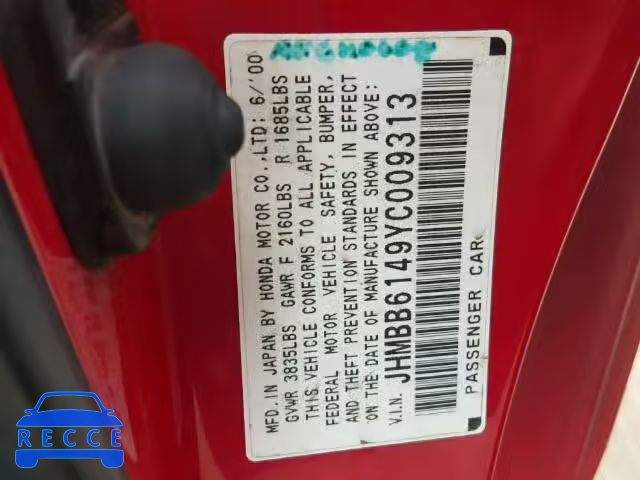 MFD.IN JAPAN BY HONDA MOTOR CO.,LTD: 6/'00
GVWR 3835LBS GAWR F 2160LBS R 1685LBS
THIS VEHICLE CONFORMS TO ALL APPLICABLE
FEDERAL MOTOR VEHICLE SAFETY, BUMPER,
AND THEFT PREVENTION STANDARDS IN EFFECT
ON THE DATE OF MANUFACTURE SHOWN ABOVE:
V.I.N. JHMBB6149YC009313
PASSENGER CAR
RECCE